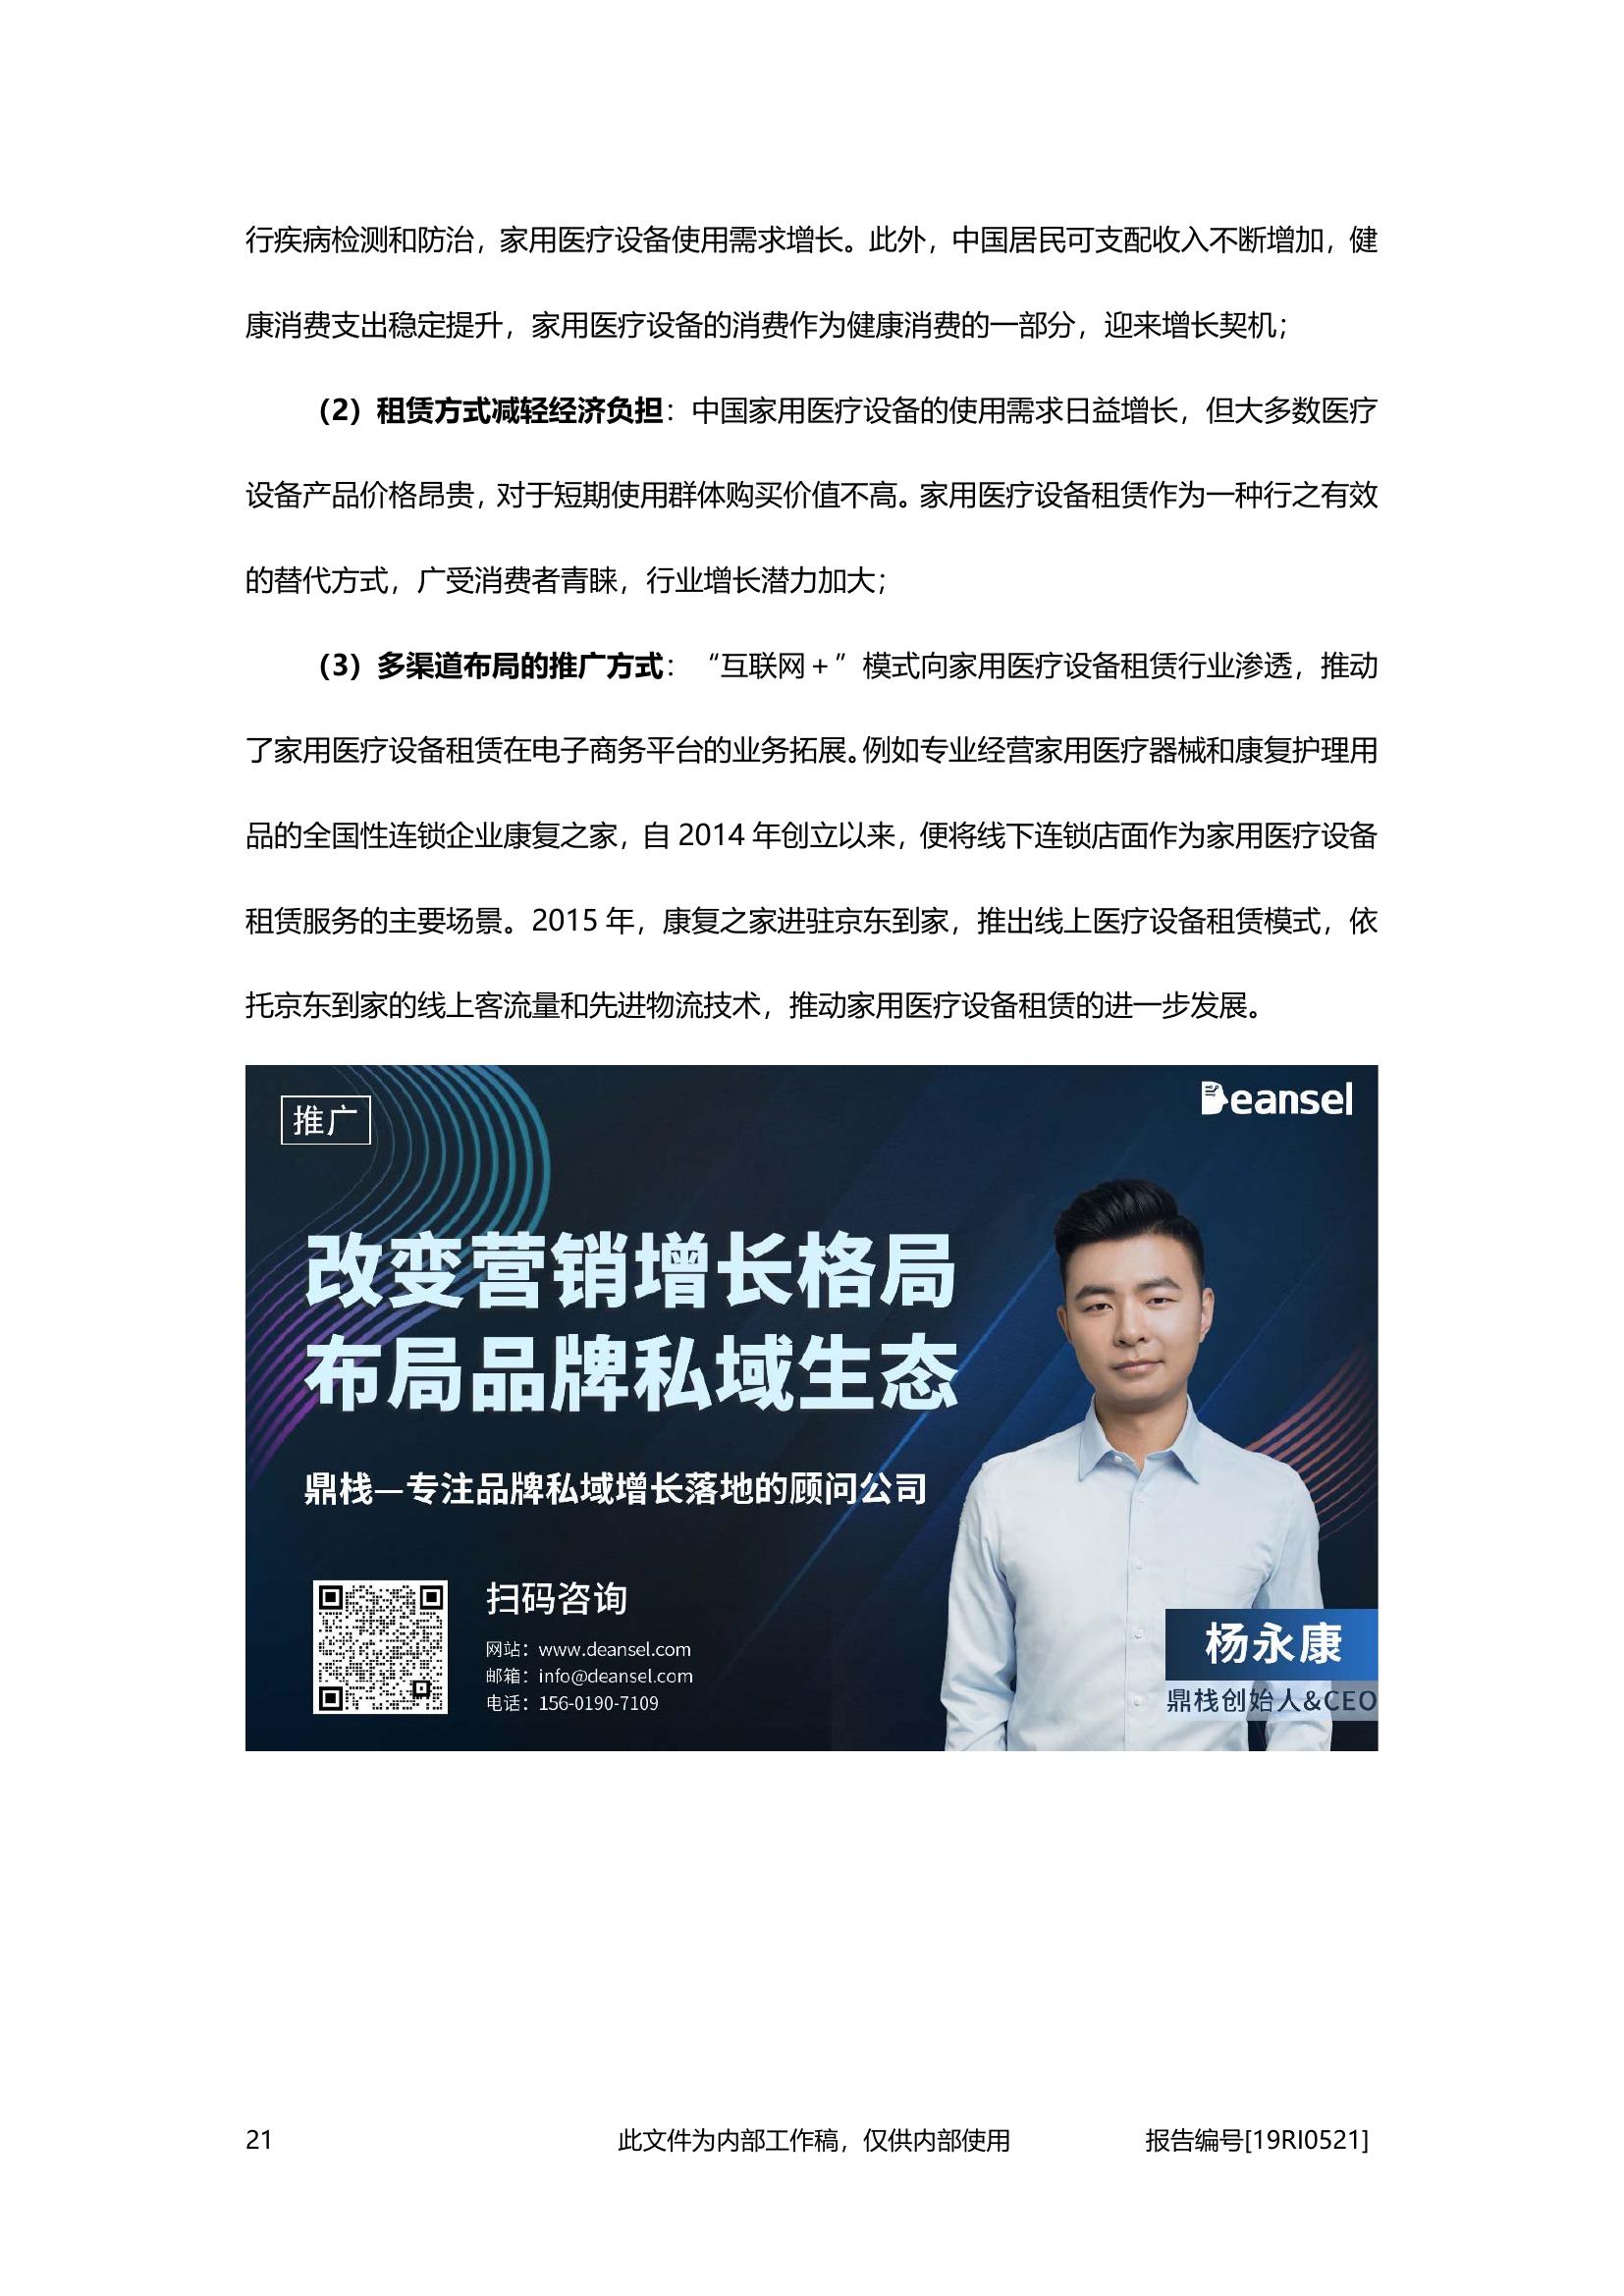 行疾病检测和防治，家用医疗设备使用需求增长。此外，中国居民可支配收入不断增加，健
康消费支出稳定提升，家用医疗设备的消费作为健康消费的一部分，迎来增长契机；
（2）租赁方式减轻经济负担：中国家用医疗设备的使用需求日益增长，但大多数医疗
设备产品价格昂贵，对于短期使用群体购买价值不高。家用医疗设备租赁作为一种行之有效
的替代方式，广受消费者青睐，行业增长潜力加大；
（3）多渠道布局的推广方式：“互联网+”模式向家用医疗设备租赁行业渗透，推动
了家用医疗设备租赁在电子商务平台的业务拓展。例如专业经营家用医疗器械和康复护理用
品的全国性连锁企业康复之家，自 2014 年创立以来，便将线下连锁店面作为家用医疗设备
租赁服务的主要场景。2015 年，康复之家进驻京东到家，推出线上医疗设备租赁模式，依
托京东到家的线上客流量和先进物流技术，推动家用医疗设备租赁的进一步发展。
推广
Deansel
改变营销增长格局
布局品牌私域生态
鼎栈—专注品牌私域增长落地的顾问公司
扫码咨询
网站：www.deansel.com
邮箱：info@deansel.com
电话：156-0190-7109
杨永康
鼎栈创始人&CEO
21 此文件为内部工作稿，仅供内部使用 报告编号[19RI0521]